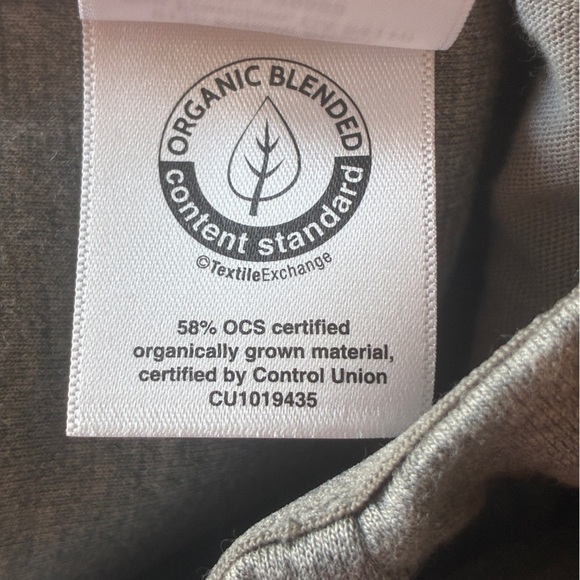 ORGANIC BLENDED
content standard
©TextileExchange
58% OCS certified
organically grown material,
certified by Control Union
CU1019435